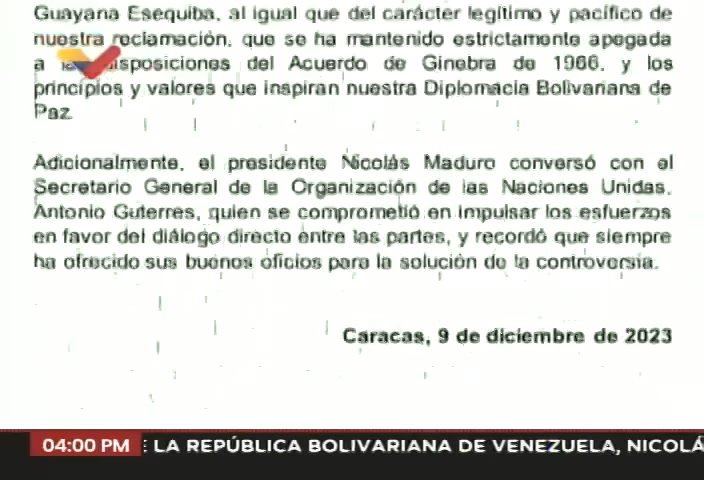 Guayana Esequiba, al igual que del carácter legítimo y pacífico de
nuestra reclamación, que se ha mantenido estrictamente apegada
a disposiciones del Acuerdo de Ginebra de 1966, y los
principios y valores que inspiran nuestra Diplomacia Bolivariana de
Paz.
Adicionalmente, el presidente Nicolás Maduro conversó con el
Secretario General de la Organización de las Naciones Unidas,
Antonio Guterres, quien se comprometió en impulsar los esfuerzos
en favor del diálogo directo entre las partes, y recordó que siempre
ha ofrecido sus buenos oficios para la solución de la controversia.
Caracas, 9 de diciembre de 2023
04:00 PM E LA REPÚBLICA BOLIVARIANA DE VENEZUELA, NICOLÁ